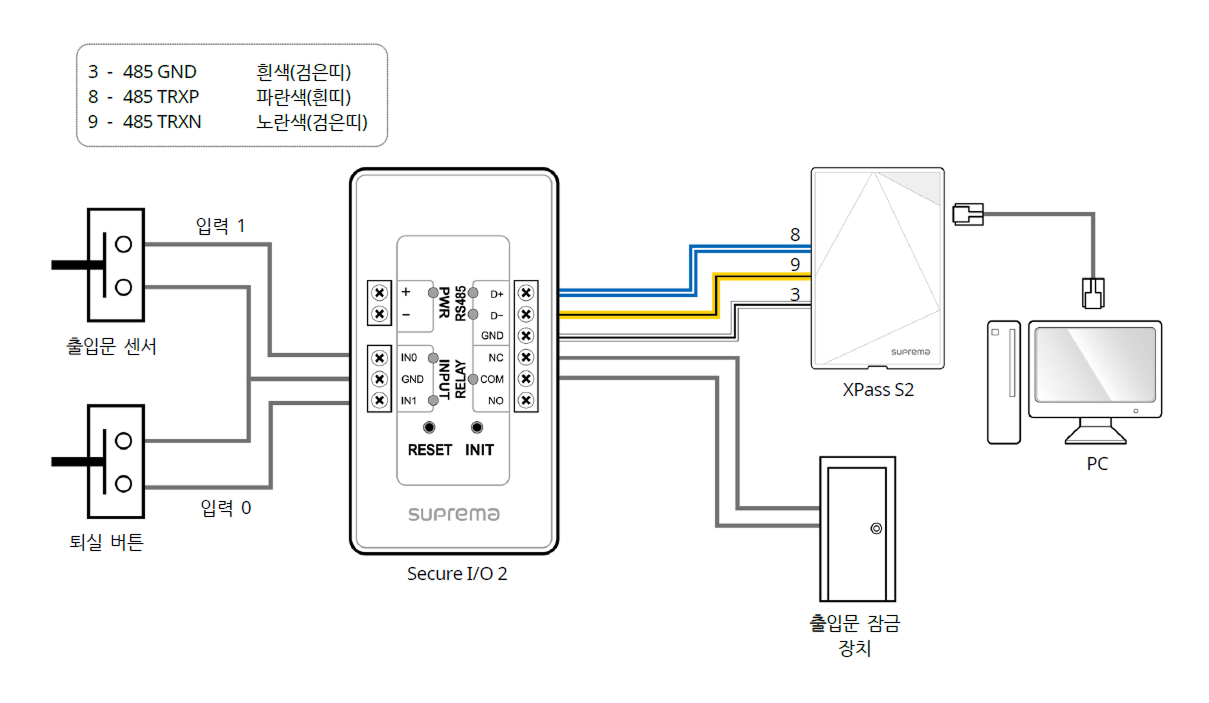 3 - 485 GND 흰색(검은띠)
8 - 485 TRXP 파란색(흰띠)
9 - 485 TRXN 노란색(검은띠)
입력 1
출입문 센서
퇴실 버튼
입력 0
+
−
PWR
RS485
D+
D−
GND
IN0
GND
IN1
INPUT
RELAY
NC
COM
NO
RESET INIT
suprema
Secure I/O 2
8
9
3
suprema
XPass S2
PC
출입문 잠금
장치